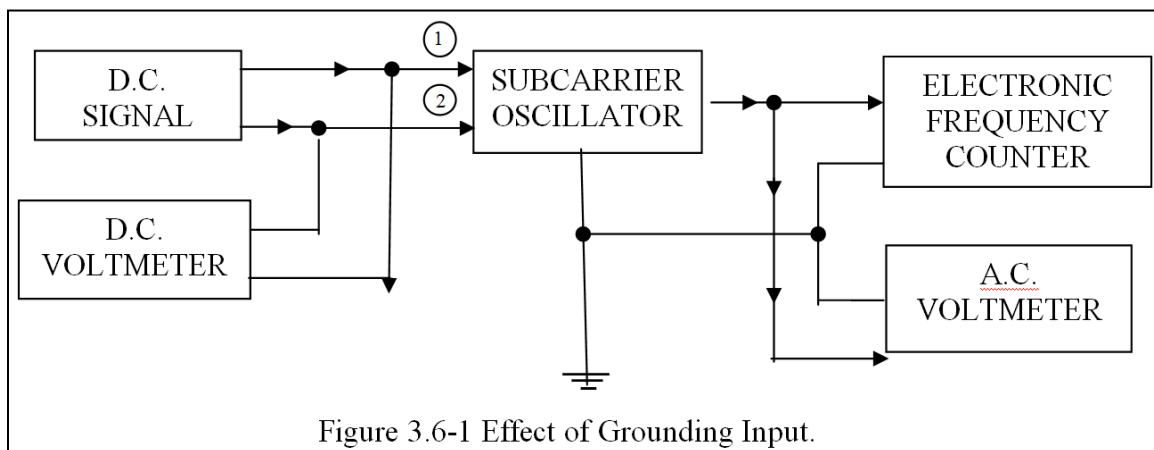 D.C.
SIGNAL
1
2
SUBCARRIER
OSCILLATOR
ELECTRONIC
FREQUENCY
COUNTER
D.C.
VOLTMETER
A.C.
VOLTMETER
Figure 3.6-1 Effect of Grounding Input.